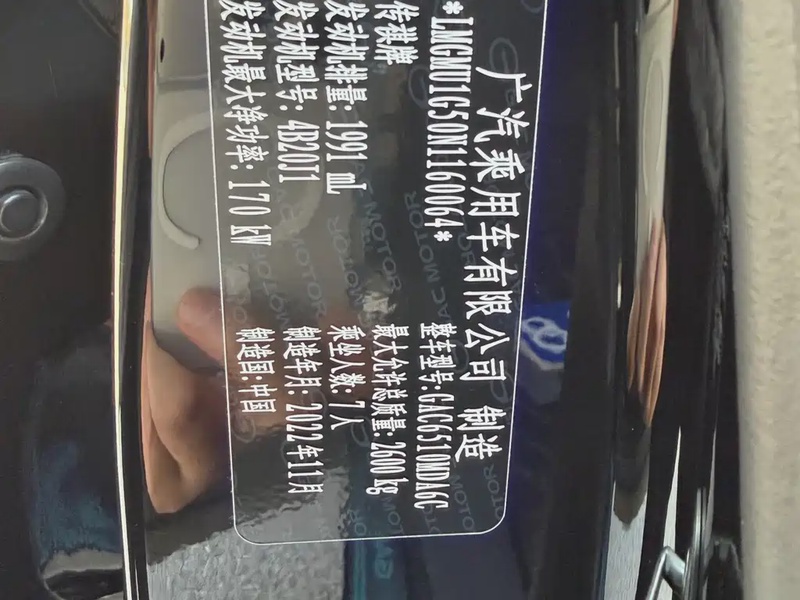 广汽乘用车有限公司 制造
*LMGMU1G50N1160064*
整车型号:GAC6510MDA6G
传祺牌
最大允许总质量:2600kg
发动机排量:1991 mL
乘坐人数:7人
发动机型号:4B20J1
制造年月:2022年11月
发动机最大净功率:170 kW
制造国:中国